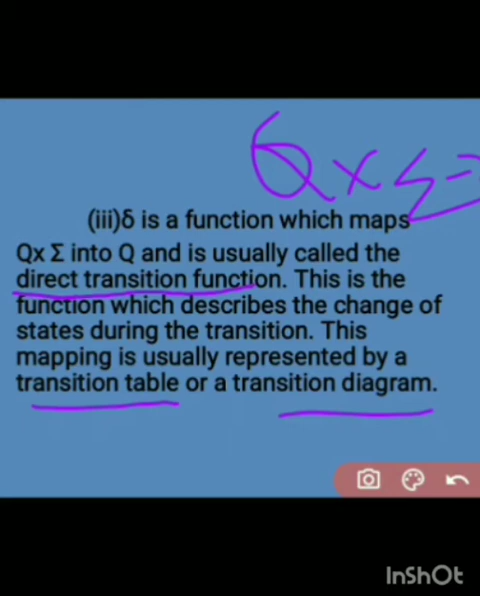 Q x Σ =
(iii)δ is a function which maps
Qx Σ into Q and is usually called the
direct transition function. This is the
function which describes the change of
states during the transition. This
mapping is usually represented by a
transition table or a transition diagram.
InShOt